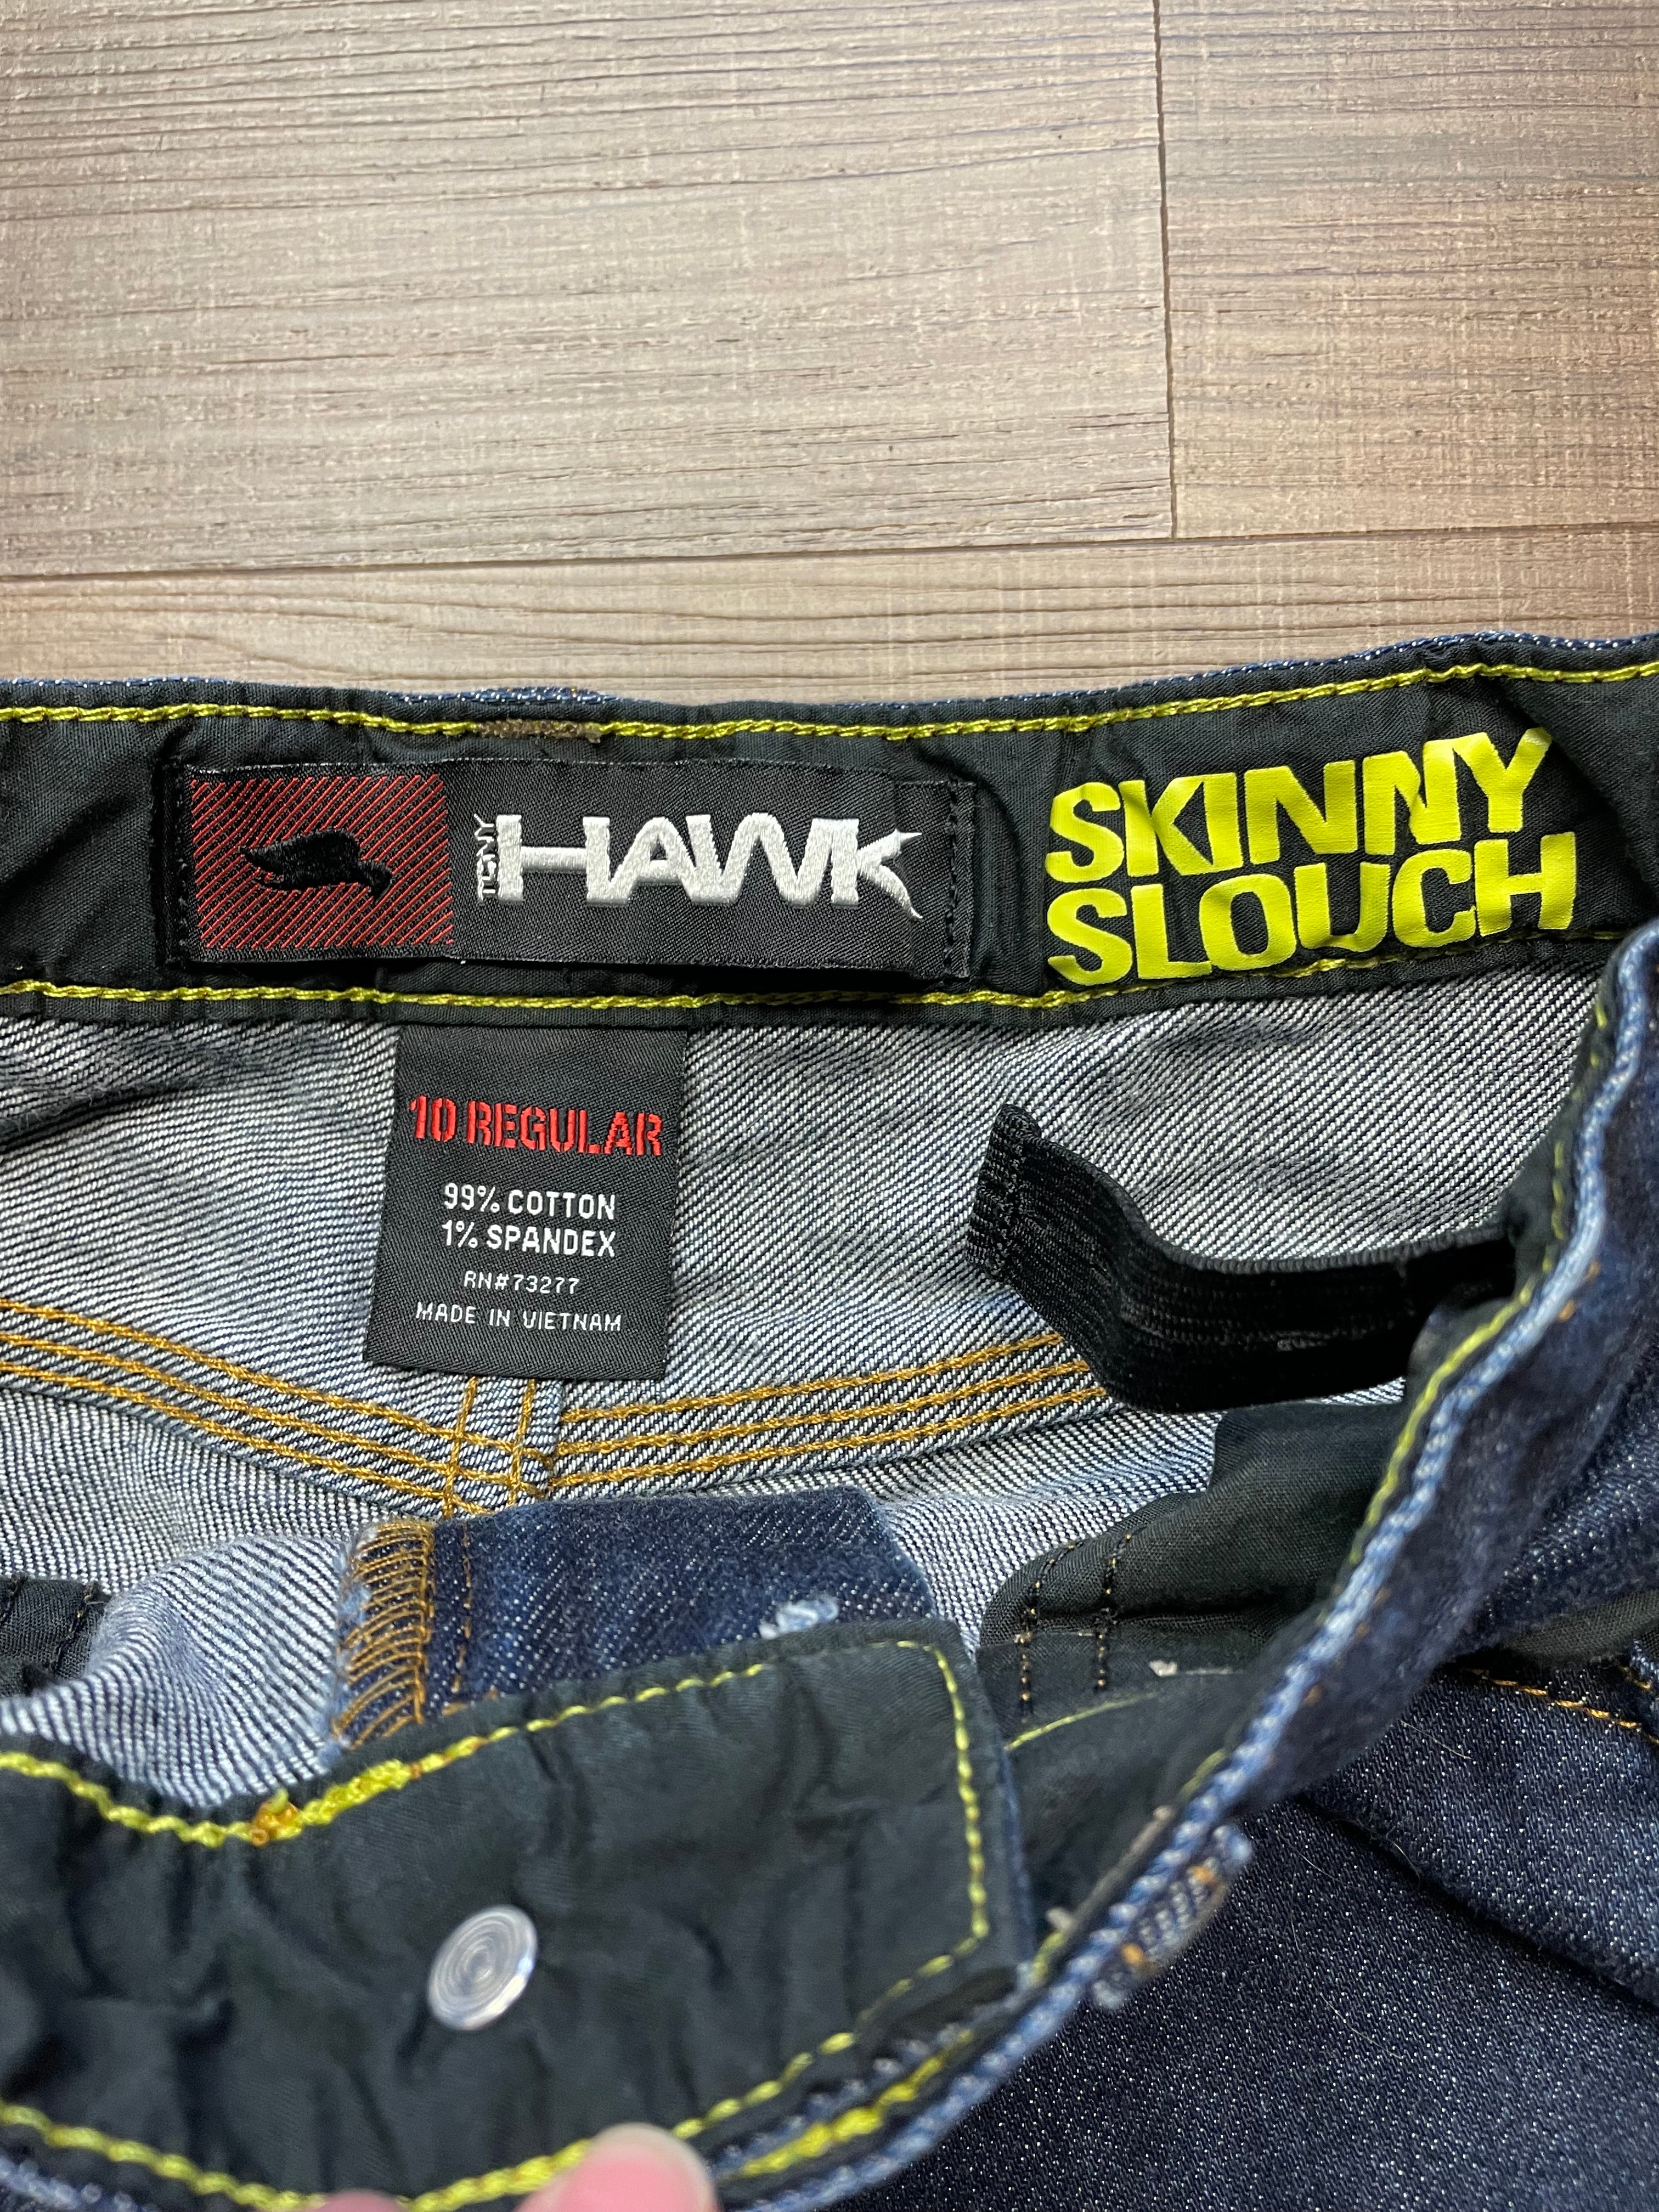 TONY HAWK
SKINNY
SLOUCH
10 REGULAR
99% COTTON
1% SPANDEX
RN#73277
MADE IN VIETNAM